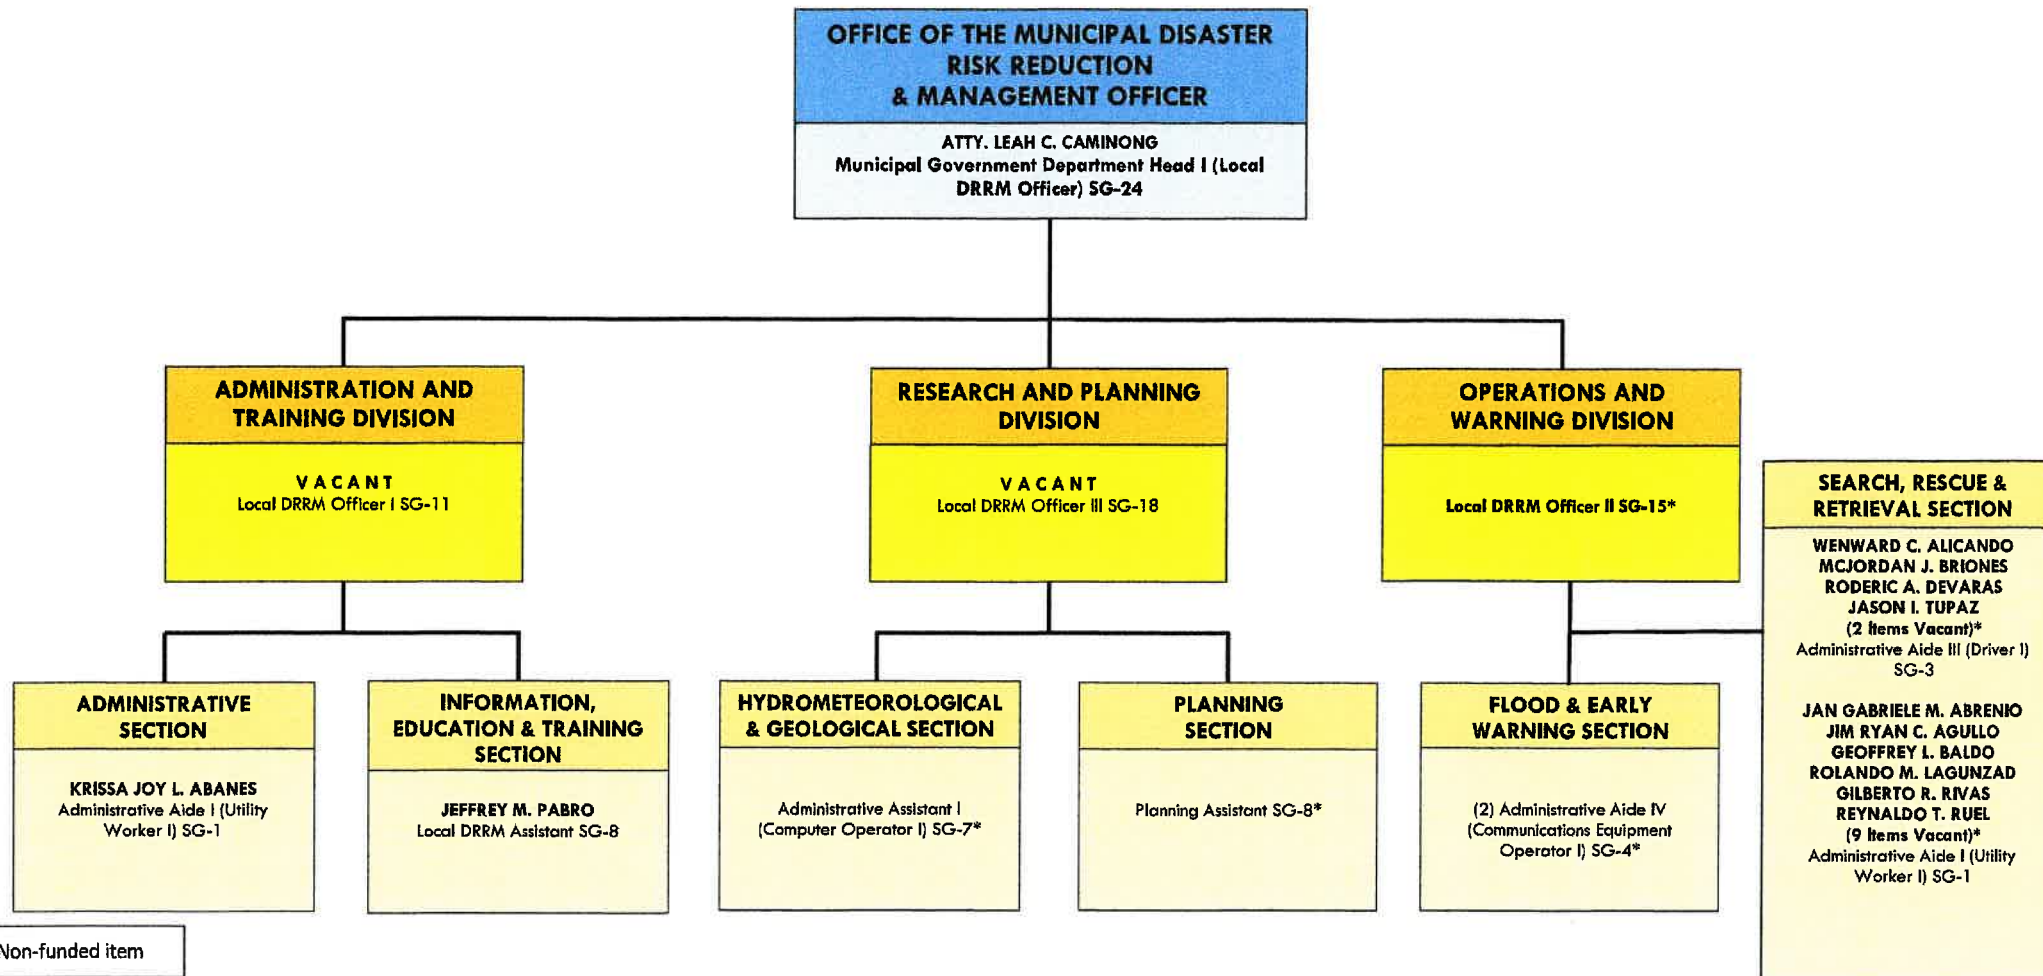 OFFICE OF THE MUNICIPAL DISASTER
RISK REDUCTION
& MANAGEMENT OFFICER
ATTY. LEAH C. CAMINONG
Municipal Government Department Head I (Local
DRRM Officer) SG-24
ADMINISTRATION AND
TRAINING DIVISION
V A C A N T
Local DRRM Officer I SG-11
RESEARCH AND PLANNING
DIVISION
V A C A N T
Local DRRM Officer III SG-18
OPERATIONS AND
WARNING DIVISION
Local DRRM Officer II SG-15*
SEARCH, RESCUE &
RETRIEVAL SECTION
WENWARD C. ALICANDO
MCJORDAN J. BRIONES
RODERIC A. DEVARAS
JASON I. TUPAZ
(2 Items Vacant)*
Administrative Aide III (Driver I)
SG-3
JAN GABRIELE M. ABRENIO
JIM RYAN C. AGULLO
GEOFFREY L. BALDO
ROLANDO M. LAGUNZAD
GILBERTO R. RIVAS
REYNALDO T. RUEL
(9 Items Vacant)*
Administrative Aide I (Utility
Worker I) SG-1
ADMINISTRATIVE
SECTION
KRISSA JOY L. ABANES
Administrative Aide I (Utility
Worker I) SG-1
INFORMATION,
EDUCATION & TRAINING
SECTION
JEFFREY M. PABRO
Local DRRM Assistant SG-8
HYDROMETEOROLOGICAL
& GEOLOGICAL SECTION
Administrative Assistant I
(Computer Operator I) SG-7*
PLANNING
SECTION
Planning Assistant SG-8*
FLOOD & EARLY
WARNING SECTION
(2) Administrative Aide IV
(Communications Equipment
Operator I) SG-4*
Non-funded item